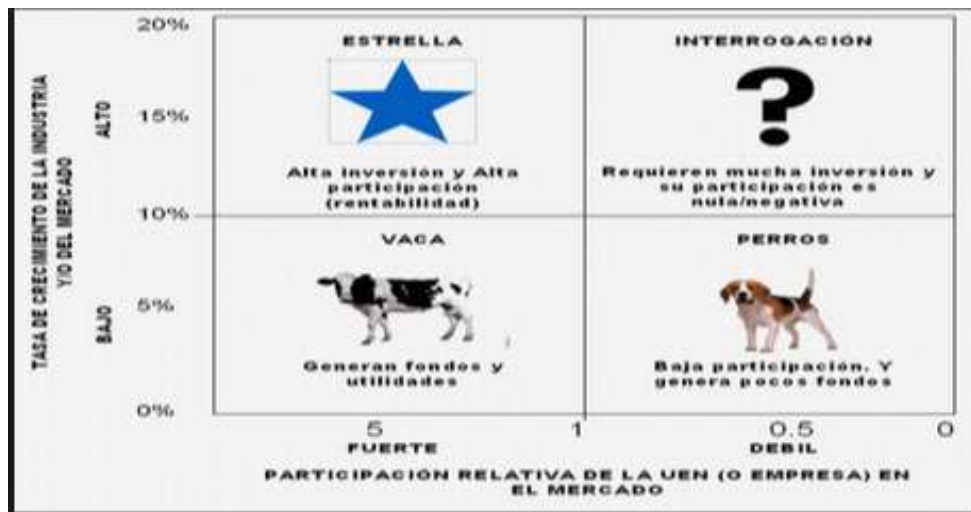 20%
ESTRELLA
INTERROGACIÓN
TASA DE CRECIMIENTO DE LA INDUSTRIA
Y/O DEL MERCADO
ALTO
15%
Alta inversión y Alta
participación
(rentabilidad)
Requieren mucha inversión y
su participación es
nula/negativa
10%
VACA
PERROS
5%
BAJO
Generan fondos y
utilidades
Baja participación. Y
genera pocos fondos
0%
5
1
0.5
0
FUERTE
DEBIL
PARTICIPACIÓN RELATIVA DE LA UEN (O EMPRESA) EN
EL MERCADO